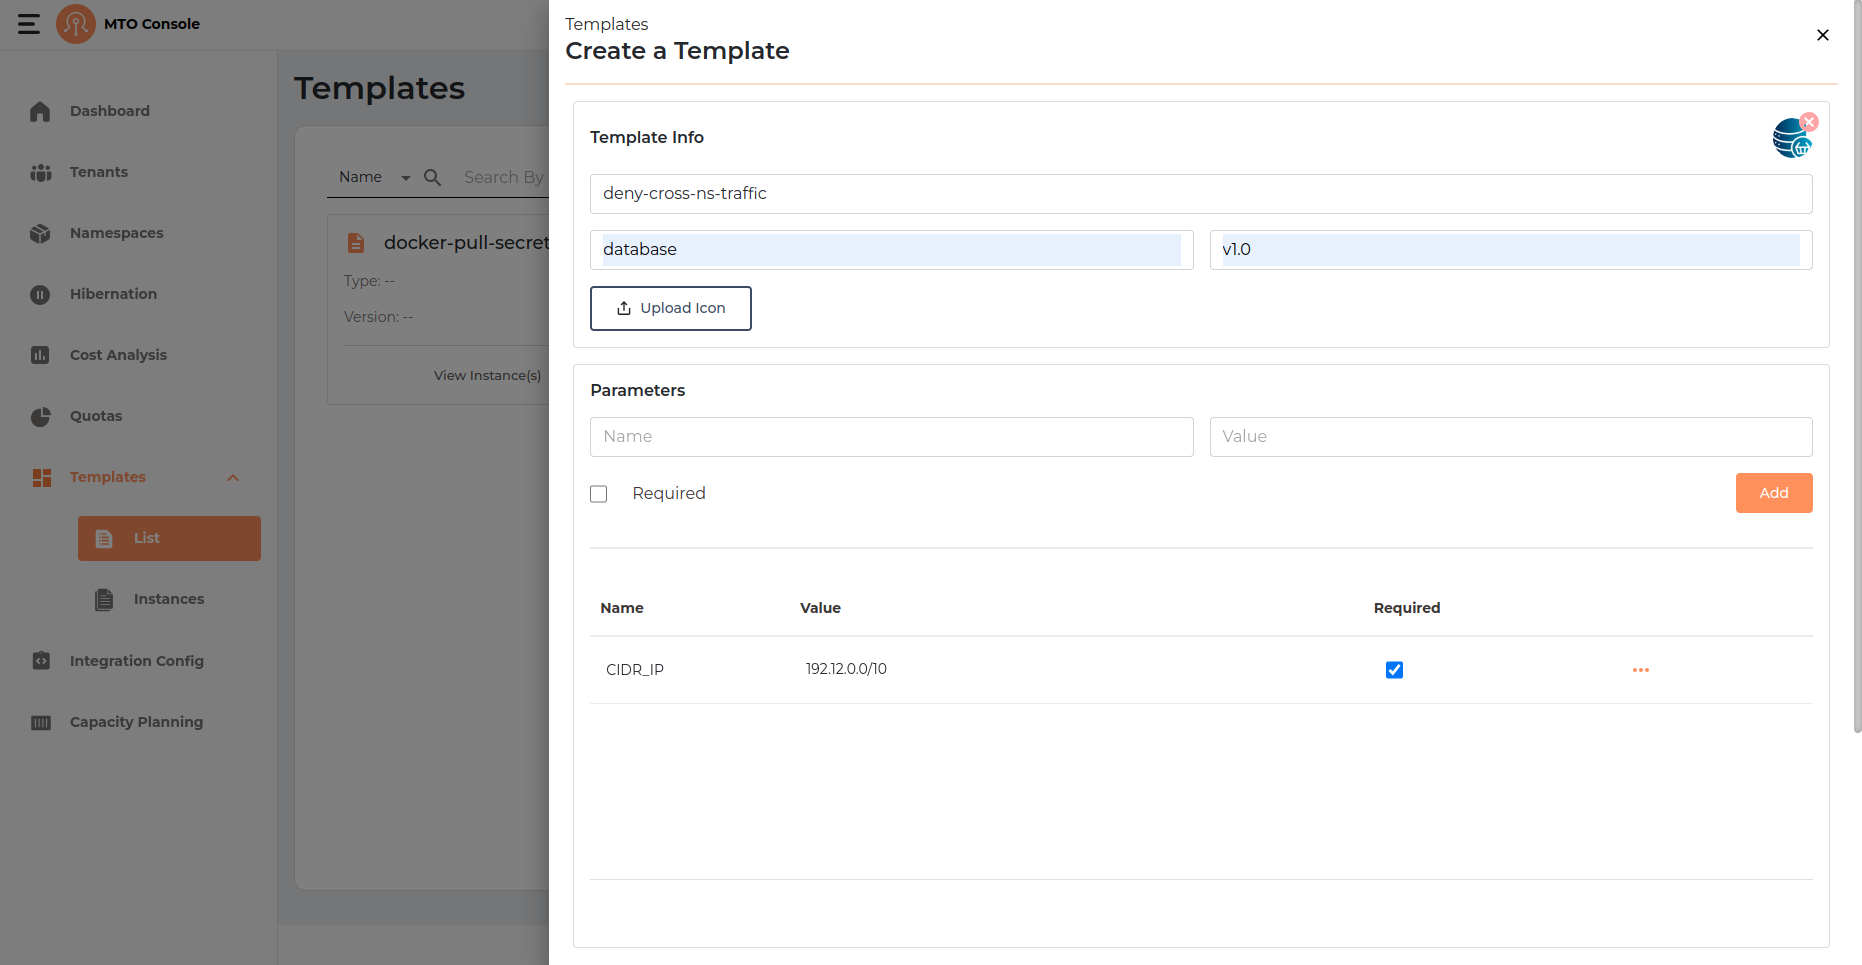 MTO Console
Dashboard
Tenants
Namespaces
Hibernation
Cost Analysis
Quotas
Templates
List
Instances
Integration Config
Capacity Planning
Templates
Name
Search By
docker-pull-secret
Type: --
Version: --
View Instance(s)
Templates
Create a Template
Template Info
deny-cross-ns-traffic
database
v1.0
Upload Icon
Parameters
Name
Value
Required
Add
Name Value Required
CIDR_IP 192.12.0.0/10